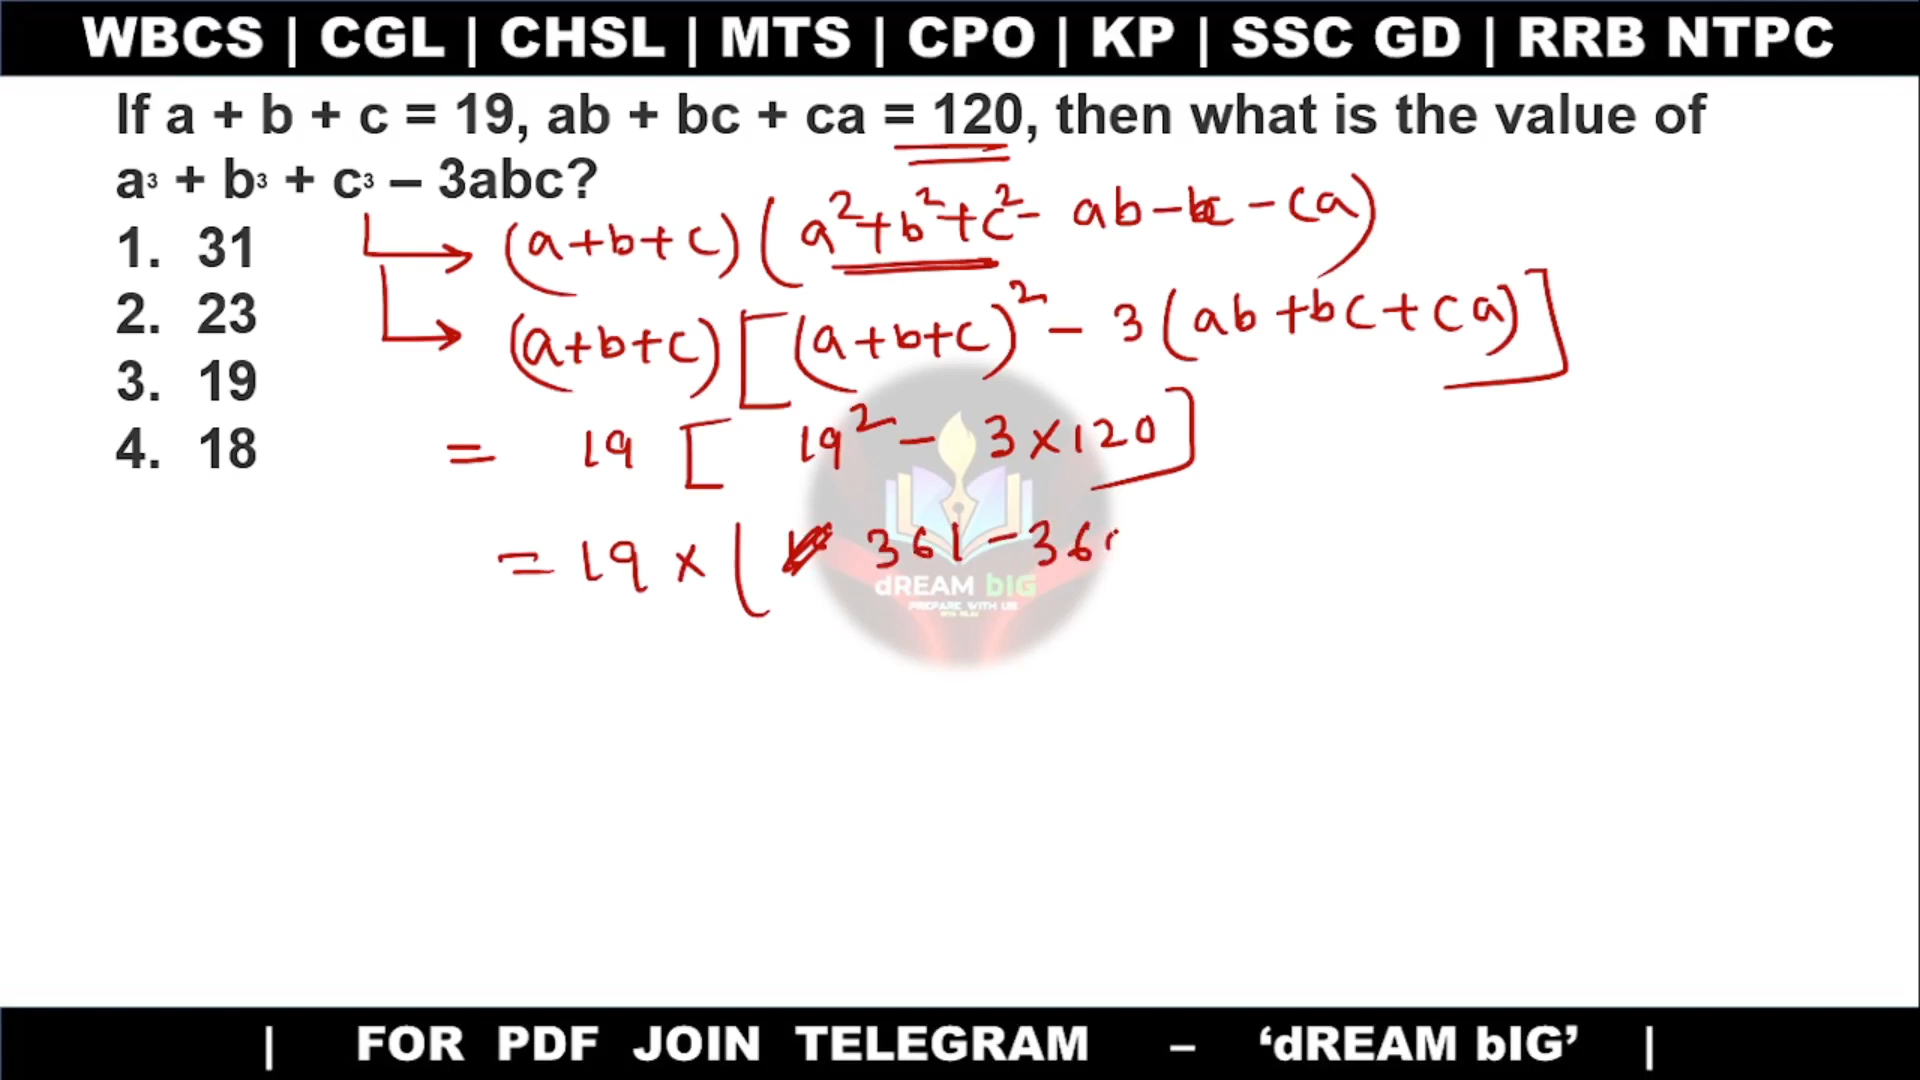 WBCS | CGL | CHSL | MTS | CPO | KP | SSC GD | RRB NTPC
If a + b + c = 19, ab + bc + ca = 120, then what is the value of
a³ + b³ + c³ – 3abc?
1. 31
2. 23
3. 19
4. 18
(a+b+c) (a²+b²+c²- ab-bc-ca)
(a+b+c) [(a+b+c)² - 3(ab+bc+ca)]
= 19 [ 19² - 3×120]
= 19 × ( 361-36
dREAM bIG
PREPARE WITH US
| FOR PDF JOIN TELEGRAM – ‘dREAM bIG’ |